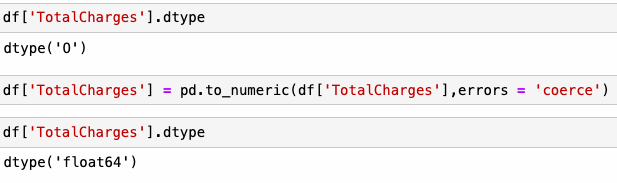 df['TotalCharges'].dtype
dtype('O')
df['TotalCharges'] = pd.to_numeric(df['TotalCharges'],errors = 'coerce')
df['TotalCharges'].dtype
dtype('float64')